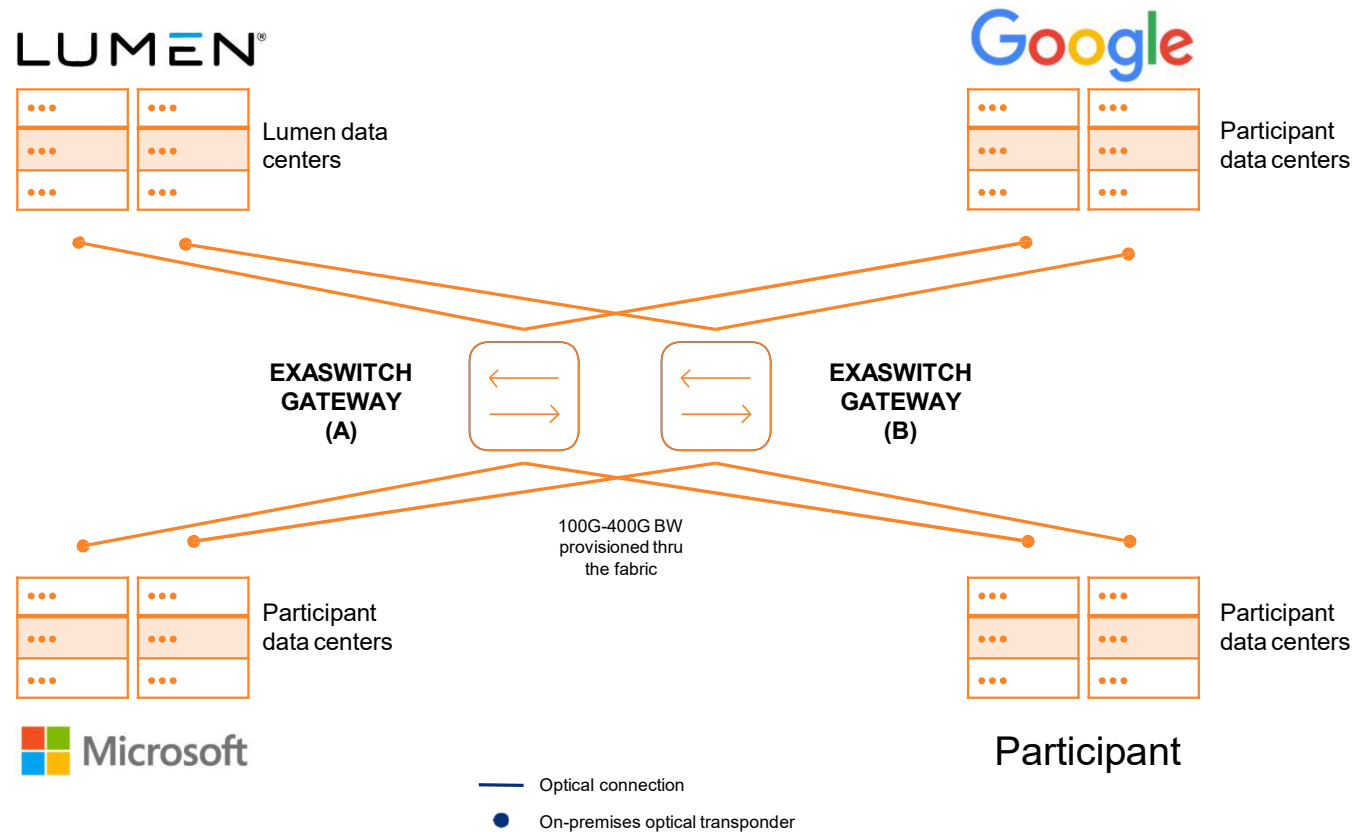 LUMEN®
Google
Lumen data
centers
Participant
data centers
EXASWITCH
GATEWAY
(A)
EXASWITCH
GATEWAY
(B)
100G-400G BW
provisioned thru
the fabric
Participant
data centers
Participant
data centers
Microsoft
Participant
Optical connection
On-premises optical transponder